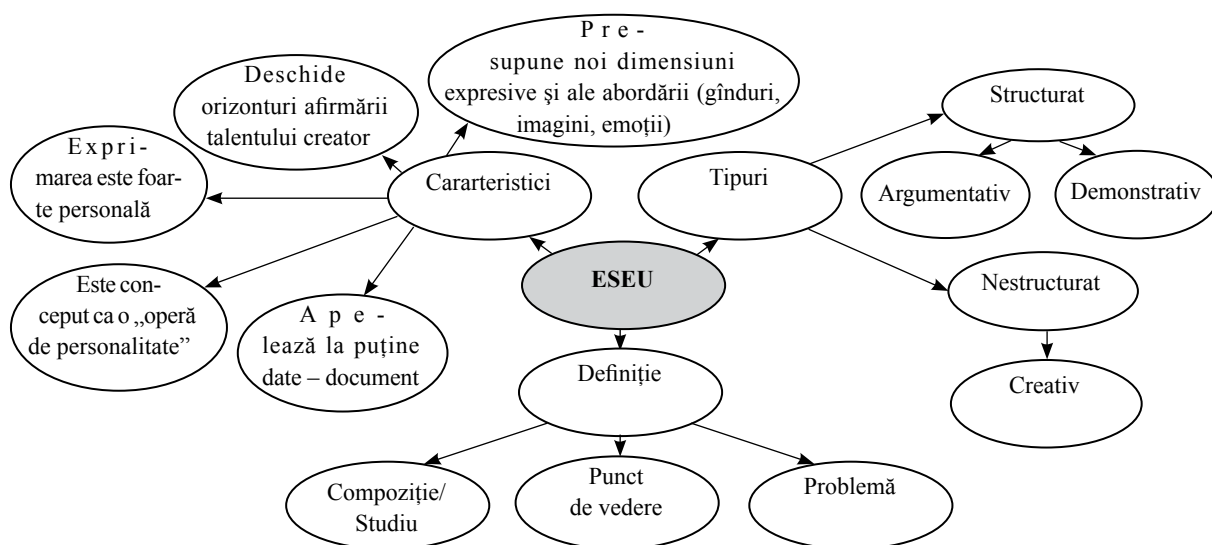 P r e -
supune noi dimensiuni
expresive şi ale abordării (gînduri,
imagini, emoţii)
Deschide
orizonturi afirmării
talentului creator
E x p r i -
marea este foar-
te personală
Cararteristici
Tipuri
Structurat
Argumentativ
Demonstrativ
ESEU
Este con-
ceput ca o „operă
de personalitate”
A p e -
lează la puţine
date – document
Nestructurat
Definiţie
Creativ
Compoziţie/
Studiu
Punct
de vedere
Problemă